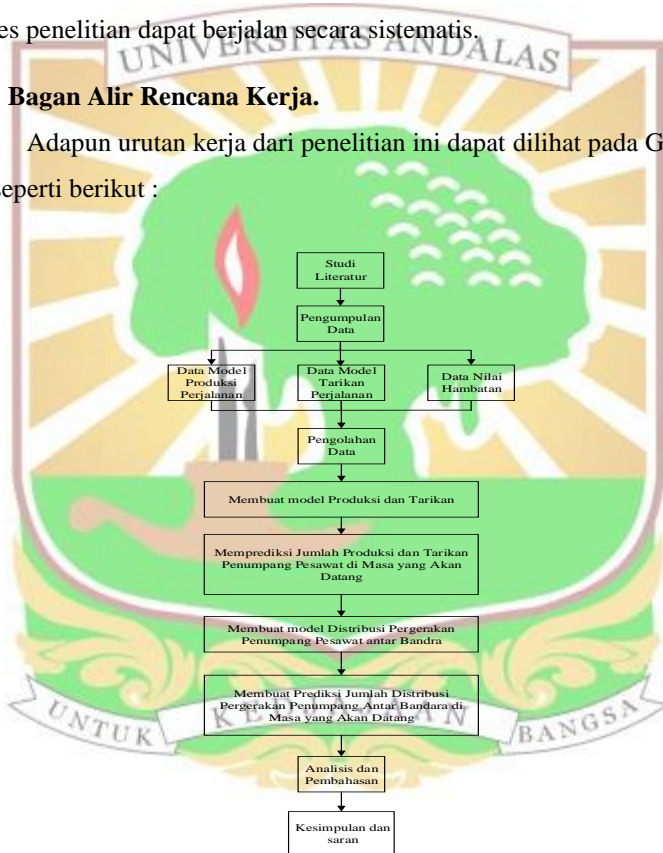 es penelitian dapat berjalan secara sistematis.
UNIVERSITAS ANDALAS
Bagan Alir Rencana Kerja.
Adapun urutan kerja dari penelitian ini dapat dilihat pada G
seperti berikut :
Studi
Literatur
Pengumpulan
Data
Data Model
Produksi
Perjalanan
Data Model
Tarikan
Perjalanan
Data Nilai
Hambatan
Pengolahan
Data
Membuat model Produksi dan Tarikan
Memprediksi Jumlah Produksi dan Tarikan
Penumpang Pesawat di Masa yang Akan
Datang
Membuat model Distribusi Pergerakan
Penumpang Pesawat antar Bandra
Membuat Prediksi Jumlah Distribusi
Pergerakan Penumpang Antar Bandara di
Masa yang Akan Datang
UNTUK KEDJAJAAN BANGSA
Analisis dan
Pembahasan
Kesimpulan dan
saran